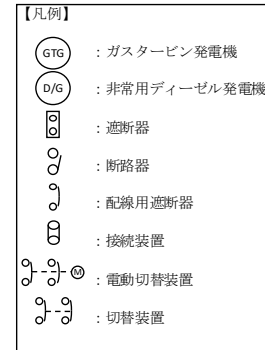 【凡例】
GTG ：ガスタービン発電機
D/G ：非常用ディーゼル発電機
：遮断器
：断路器
：配線用遮断器
：接続装置
M ：電動切替装置
：切替装置